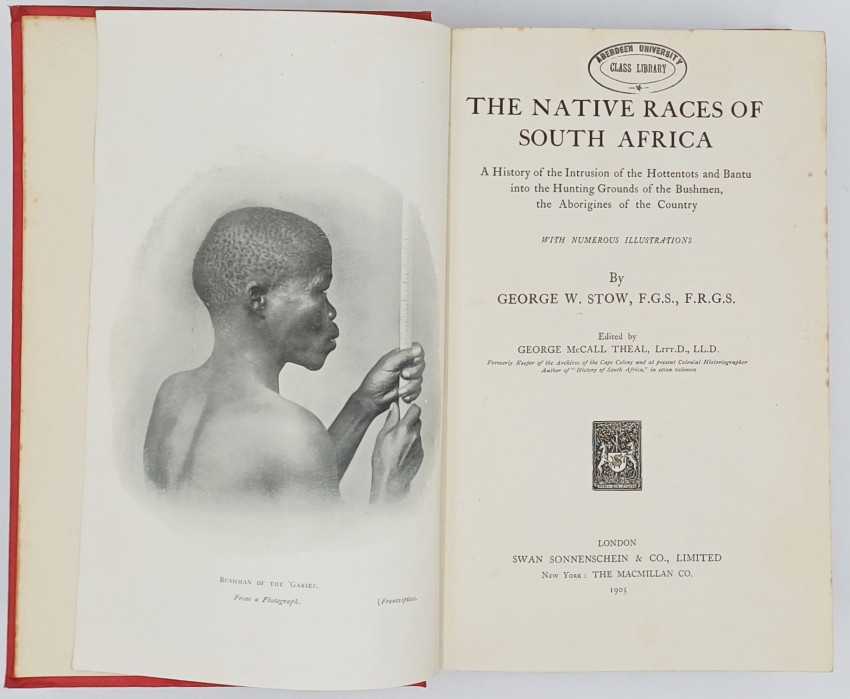 BUSHMAN OF THE 'GARIEP.
From a Photograph.
[Frontispiece.
ABERDEEN UNIVERSITY
CLASS LIBRARY
THE NATIVE RACES OF
SOUTH AFRICA
A History of the Intrusion of the Hottentots and Bantu
into the Hunting Grounds of the Bushmen,
the Aborigines of the Country
WITH NUMEROUS ILLUSTRATIONS
By
GEORGE W. STOW, F.G.S., F.R.G.S.
Edited by
GEORGE McCALL THEAL, LITT.D., LL.D.
Formerly Keeper of the Archives of the Cape Colony and at present Colonial Historiographer
Author of "History of South Africa," in seven volumes
LONDON
SWAN SONNENSCHEIN & CO., LIMITED
NEW YORK: THE MACMILLAN CO.
1905